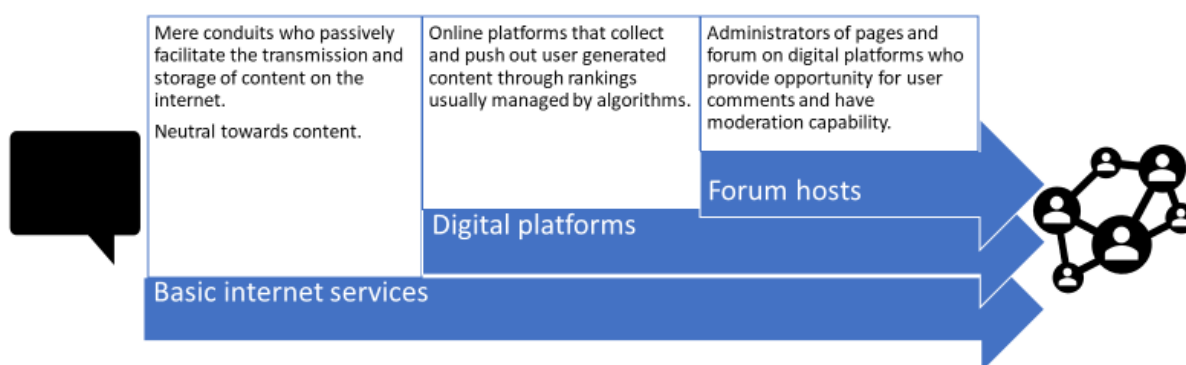 Mere conduits who passively
facilitate the transmission and
storage of content on the
internet.
Neutral towards content.
Online platforms that collect
and push out user generated
content through rankings
usually managed by algorithms.
Administrators of pages and
forum on digital platforms who
provide opportunity for user
comments and have
moderation capability.
Forum hosts
Digital platforms
Basic internet services